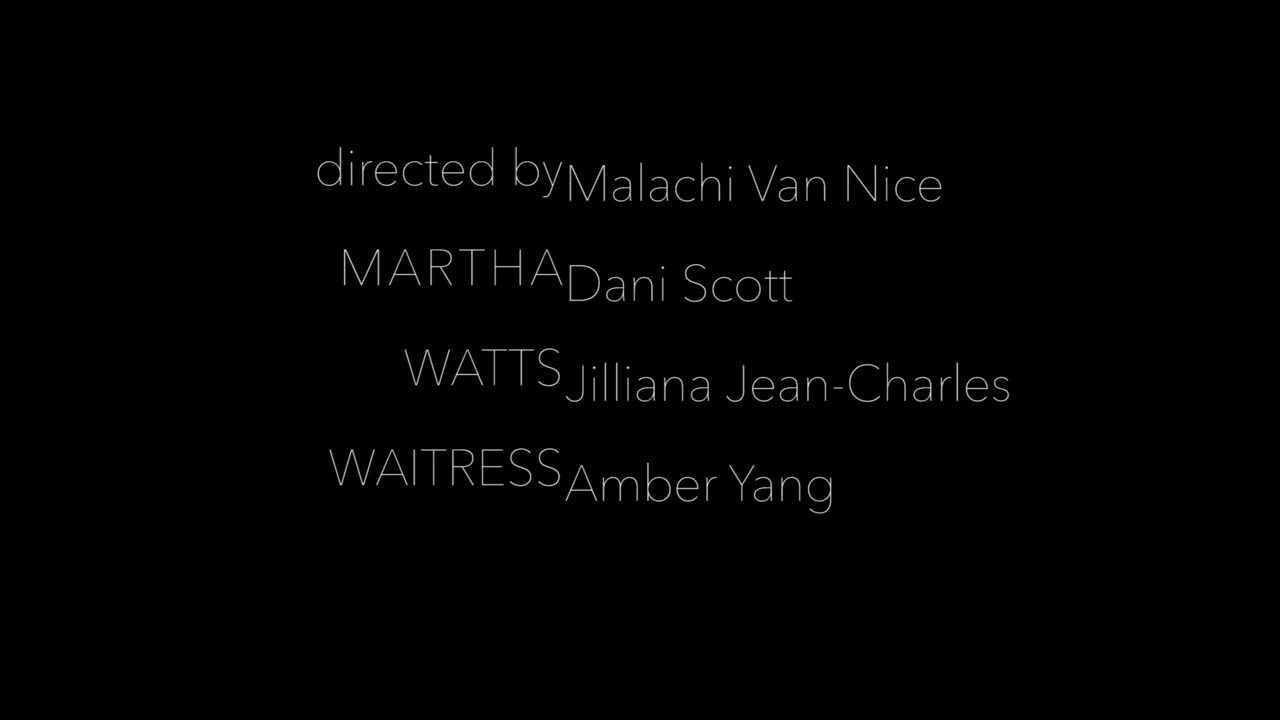 directed by Malachi Van Nice
MARTHA Dani Scott
WATTS Jilliana Jean-Charles
WAITRESS Amber Yang